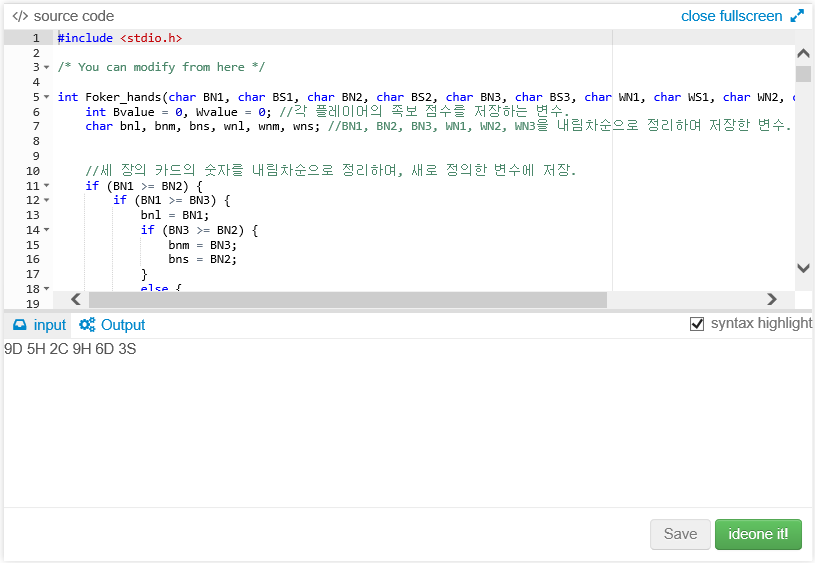 </> source code
close fullscreen
1 #include <stdio.h>
2
3 /* You can modify from here */
4
5 int Foker_hands(char BN1, char BS1, char BN2, char BS2, char BN3, char BS3, char WN1, char WS1, char WN2,
6 int Bvalue = 0, Wvalue = 0; //각 플레이어의 족보 점수를 저장하는 변수.
7 char bnl, bnm, bns, wnl, wnm, wns; //BN1, BN2, BN3, WN1, WN2, WN3을 내림차순으로 정리하여 저장한 변수.
8
9
10 //세 장의 카드의 숫자를 내림차순으로 정리하며, 새로 정의한 변수에 저장.
11 if (BN1 >= BN2) {
12 if (BN1 >= BN3) {
13 bnl = BN1;
14 if (BN3 >= BN2) {
15 bnm = BN3;
16 bns = BN2;
17 }
18 else {
19
input Output
syntax highlight
9D 5H 2C 9H 6D 3S
Save ideone it!